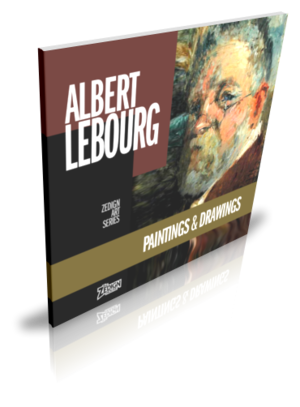 ALBERT
LEBOURG
ZEDIGN
ART
SERIES
PAINTINGS & DRAWINGS
ZEDIGN